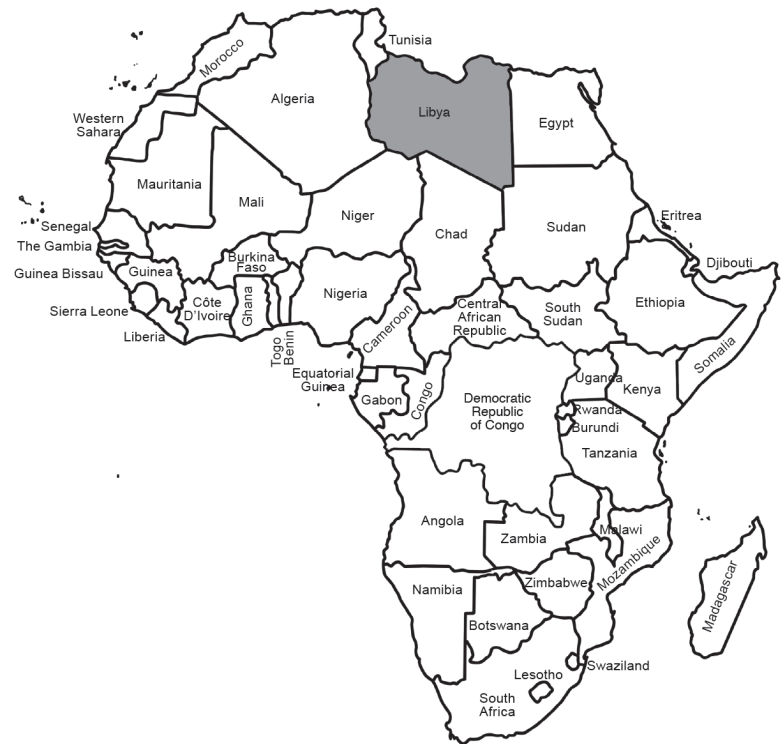 Tunisia
Morocco
Algeria
Libya
Egypt
Western
Sahara
Mauritania
Mali
Niger
Chad
Sudan
Eritrea
Senegal
The Gambia
Guinea Bissau
Guinea
Burkina
Faso
Djibouti
Sierra Leone
Côte
D'Ivoire
Ghana
Nigeria
Central
African
Republic
South
Sudan
Ethiopia
Liberia
Togo
Benin
Cameroon
Somalia
Equatorial
Guinea
Gabon
Congo
Democratic
Republic
of Congo
Uganda
Kenya
Rwanda
Burundi
Tanzania
Angola
Zambia
Malawi
Mozambique
Madagascar
Namibia
Zimbabwe
Botswana
Swaziland
Lesotho
South
Africa